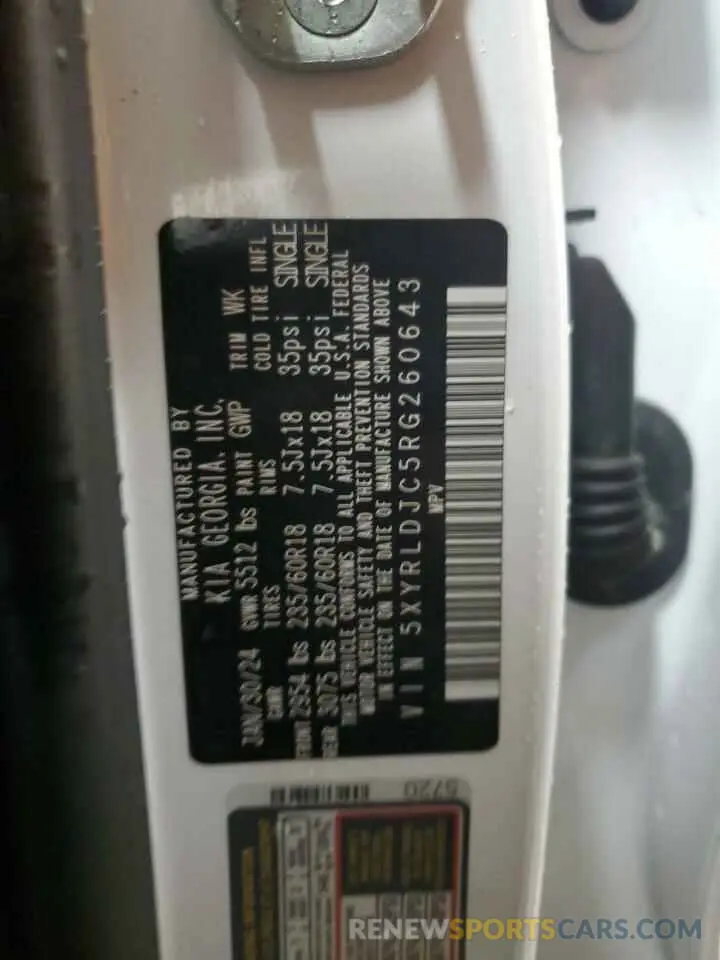 MANUFACTURED BY
KIA GEORGIA, INC.
JAN/30/24 GVWR 5512 lbs PAINT GWP TRIM WK
GAWR TIRES RIMS COLD TIRE INFL
FRONT 2954 lbs 235/60R18 7.5Jx18 35psi SINGLE
REAR 3075 lbs 235/60R18 7.5Jx18 35psi SINGLE
THIS VEHICLE CONFORMS TO ALL APPLICABLE U.S.A. FEDERAL
MOTOR VEHICLE SAFETY AND THEFT PREVENTION STANDARDS
IN EFFECT ON THE DATE OF MANUFACTURE SHOWN ABOVE
VIN 5XYRLDJC5RG260643
MPV
5720
RENEWSPORTSCARS.COM